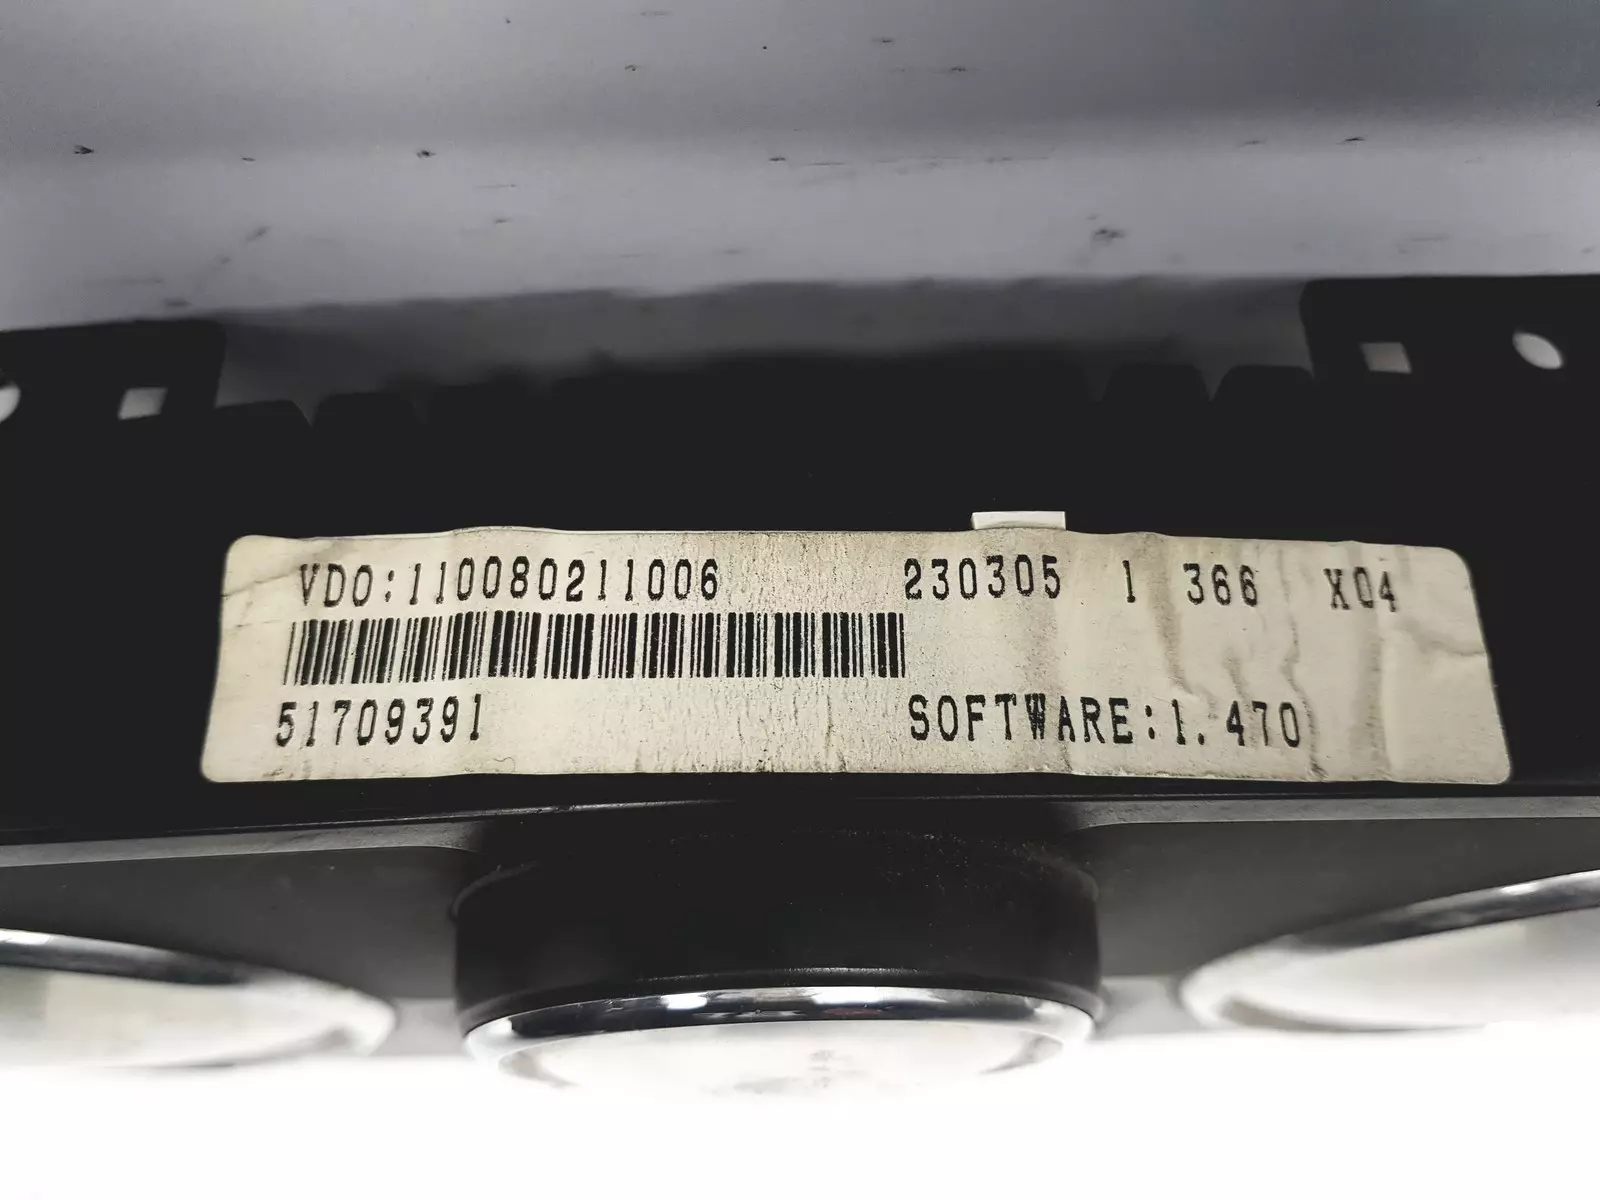 VDO:110080211006 230305 1 366 X04
51709391 SOFTWARE:1.470